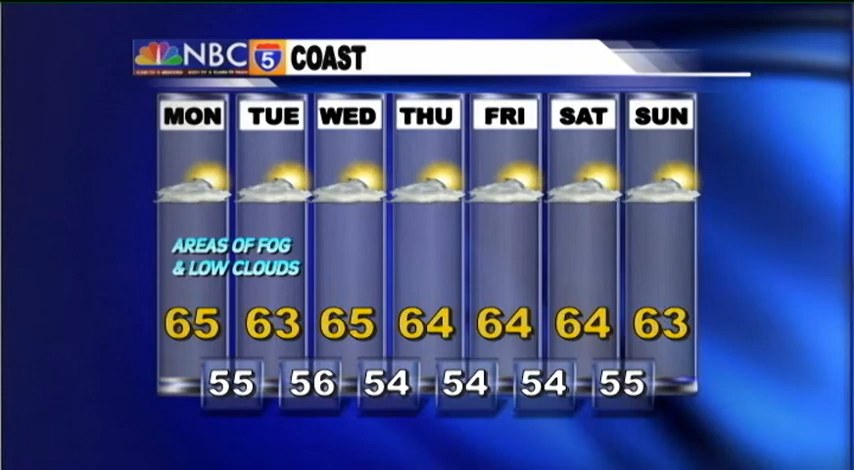 NBC 5 COAST
MON TUE WED THU FRI SAT SUN
AREAS OF FOG
& LOW CLOUDS
65 63 65 64 64 64 63
55 56 54 54 54 55